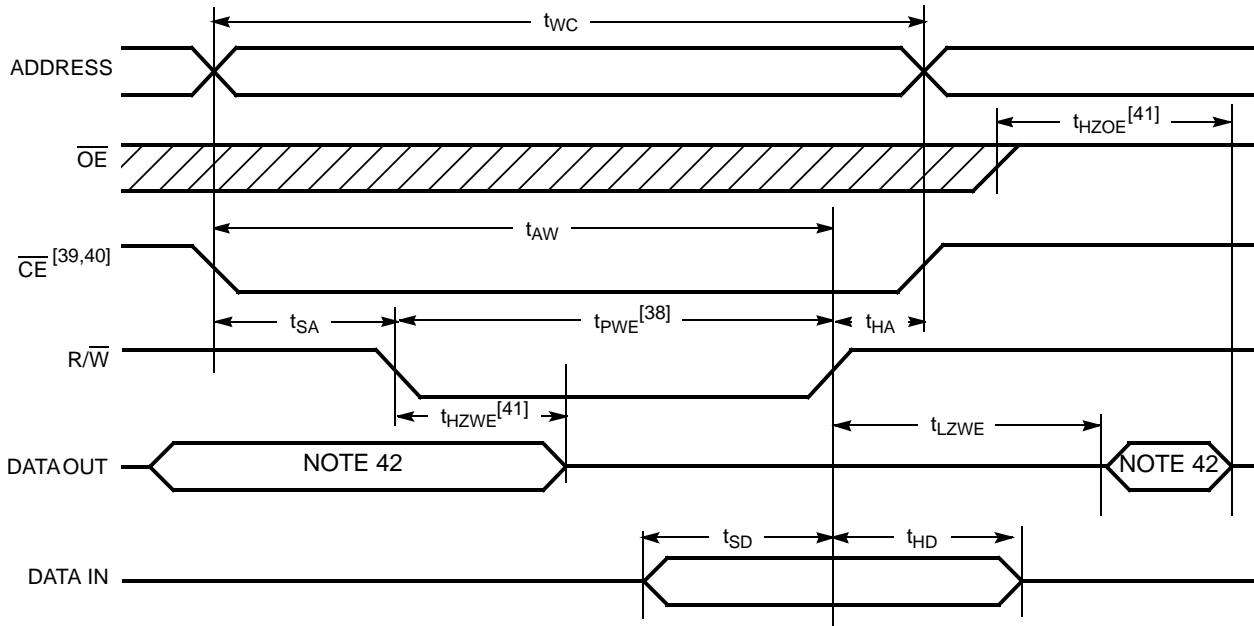 tWC
ADDRESS
tHZOE[41]
OE
tAW
CE [39,40]
tSA
tPWE[38]
tHA
R/W
tHZWE[41]
tLZWE
DATA OUT
NOTE 42
NOTE 42
tSD
tHD
DATA IN